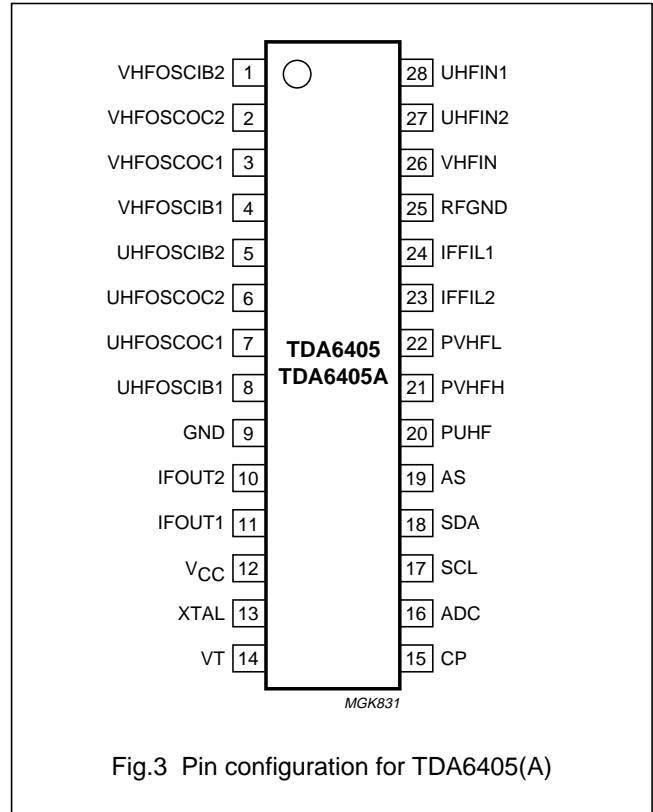 VHFOSCIB2 1 28 UHFIN1
VHFOSCOC2 2 27 UHFIN2
VHFOSCOC1 3 26 VHFIN
VHFOSCIB1 4 25 RFGND
UHFOSCIB2 5 24 IFFIL1
UHFOSCOC2 6 23 IFFIL2
UHFOSCOC1 7 22 PVHFL
TDA6405
TDA6405A
UHFOSCIB1 8 21 PVHFH
GND 9 20 PUHF
IFOUT2 10 19 AS
IFOUT1 11 18 SDA
VCC 12 17 SCL
XTAL 13 16 ADC
VT 14 15 CP
MGK831
Fig.3 Pin configuration for TDA6405(A)